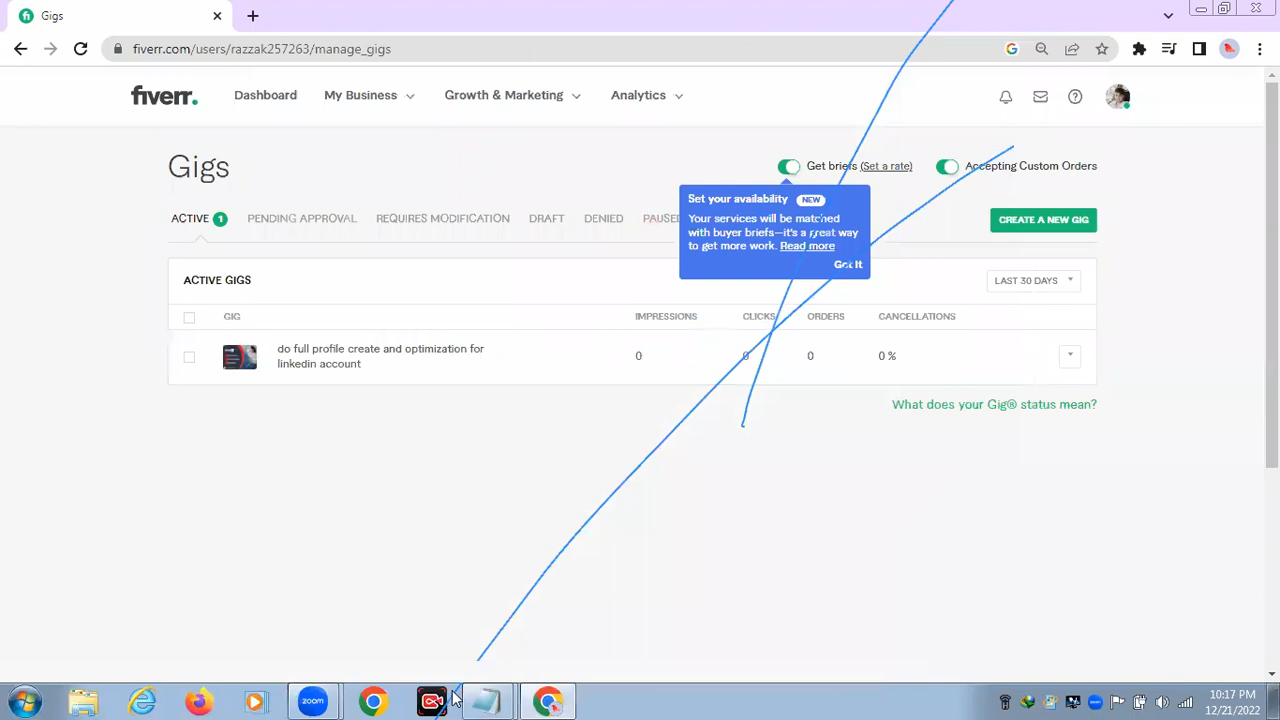 Gigs
fiverr.com/users/razzak257263/manage_gigs
fiverr.
Dashboard
My Business
Growth & Marketing
Analytics
Gigs
Get briefs (Set a rate)
Accepting Custom Orders
Set your availability NEW
Your services will be matched
with buyer briefs—it's a great way
to get more work. Read more
Got It
ACTIVE 1
PENDING APPROVAL
REQUIRES MODIFICATION
DRAFT
DENIED
PAUSED
CREATE A NEW GIG
ACTIVE GIGS
LAST 30 DAYS
GIG
IMPRESSIONS
CLICKS
ORDERS
CANCELLATIONS
do full profile create and optimization for
linkedin account
0
0
0
0 %
What does your Gig® status mean?
zoom
10:17 PM
12/21/2022